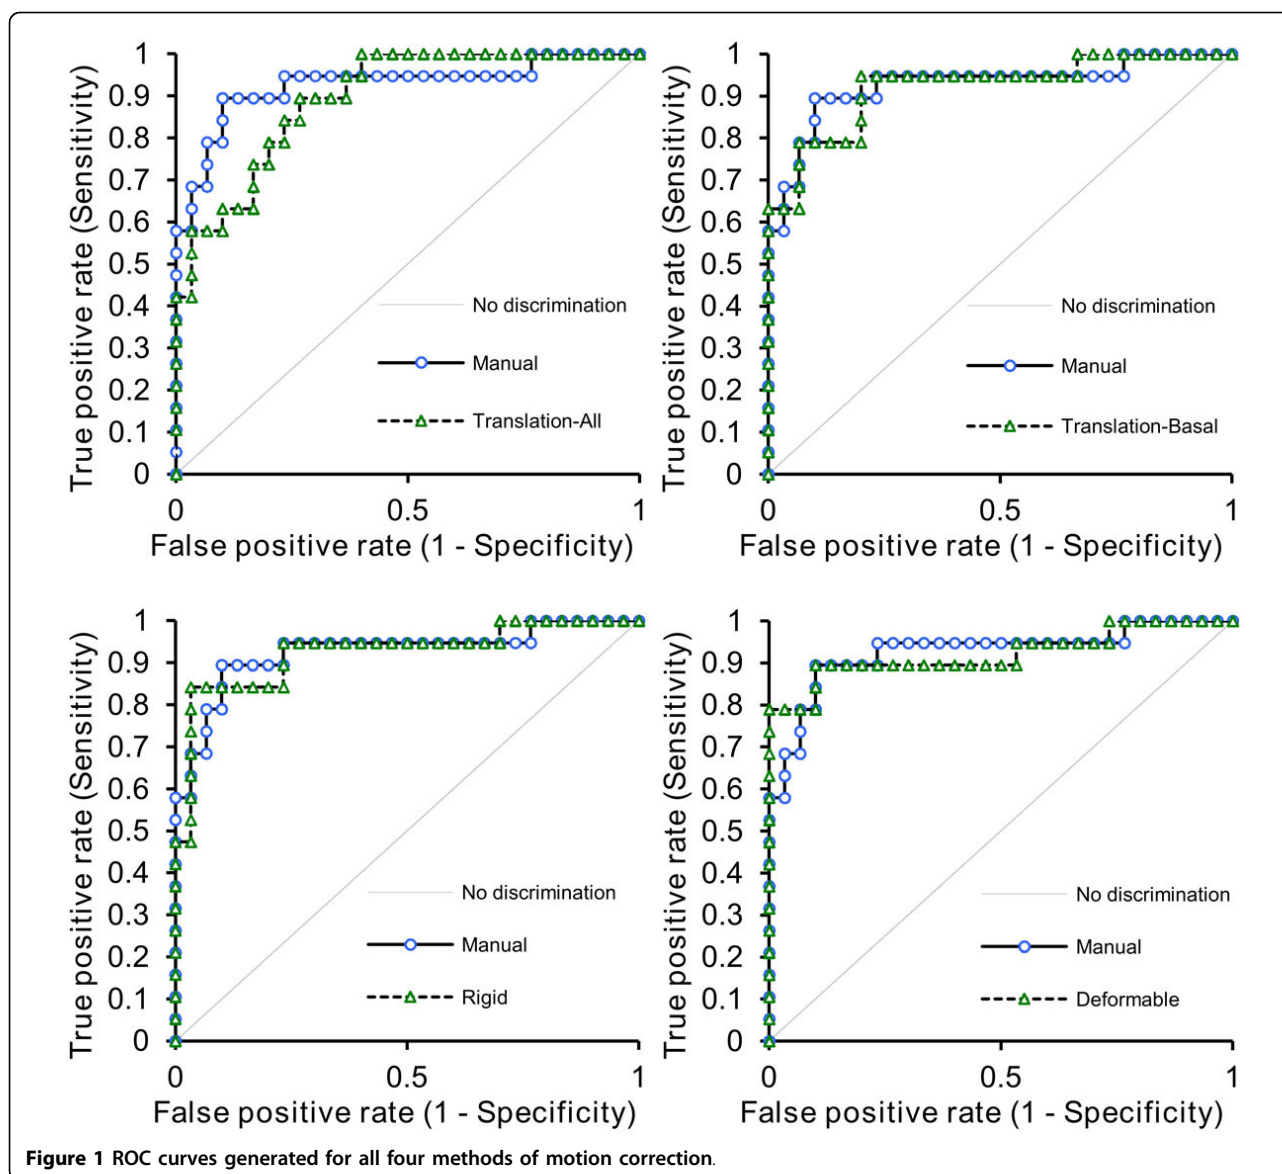 True positive rate (Sensitivity)
1
0.9
0.8
0.7
0.6
0.5
0.4
0.3
0.2
0.1
0
No discrimination
Manual
Translation-All
0 0.5 1
False positive rate (1 - Specificity)
True positive rate (Sensitivity)
1
0.9
0.8
0.7
0.6
0.5
0.4
0.3
0.2
0.1
0
No discrimination
Manual
Translation-Basal
0 0.5 1
False positive rate (1 - Specificity)
True positive rate (Sensitivity)
1
0.9
0.8
0.7
0.6
0.5
0.4
0.3
0.2
0.1
0
No discrimination
Manual
Rigid
0 0.5 1
False positive rate (1 - Specificity)
True positive rate (Sensitivity)
1
0.9
0.8
0.7
0.6
0.5
0.4
0.3
0.2
0.1
0
No discrimination
Manual
Deformable
0 0.5 1
False positive rate (1 - Specificity)
Figure 1 ROC curves generated for all four methods of motion correction.